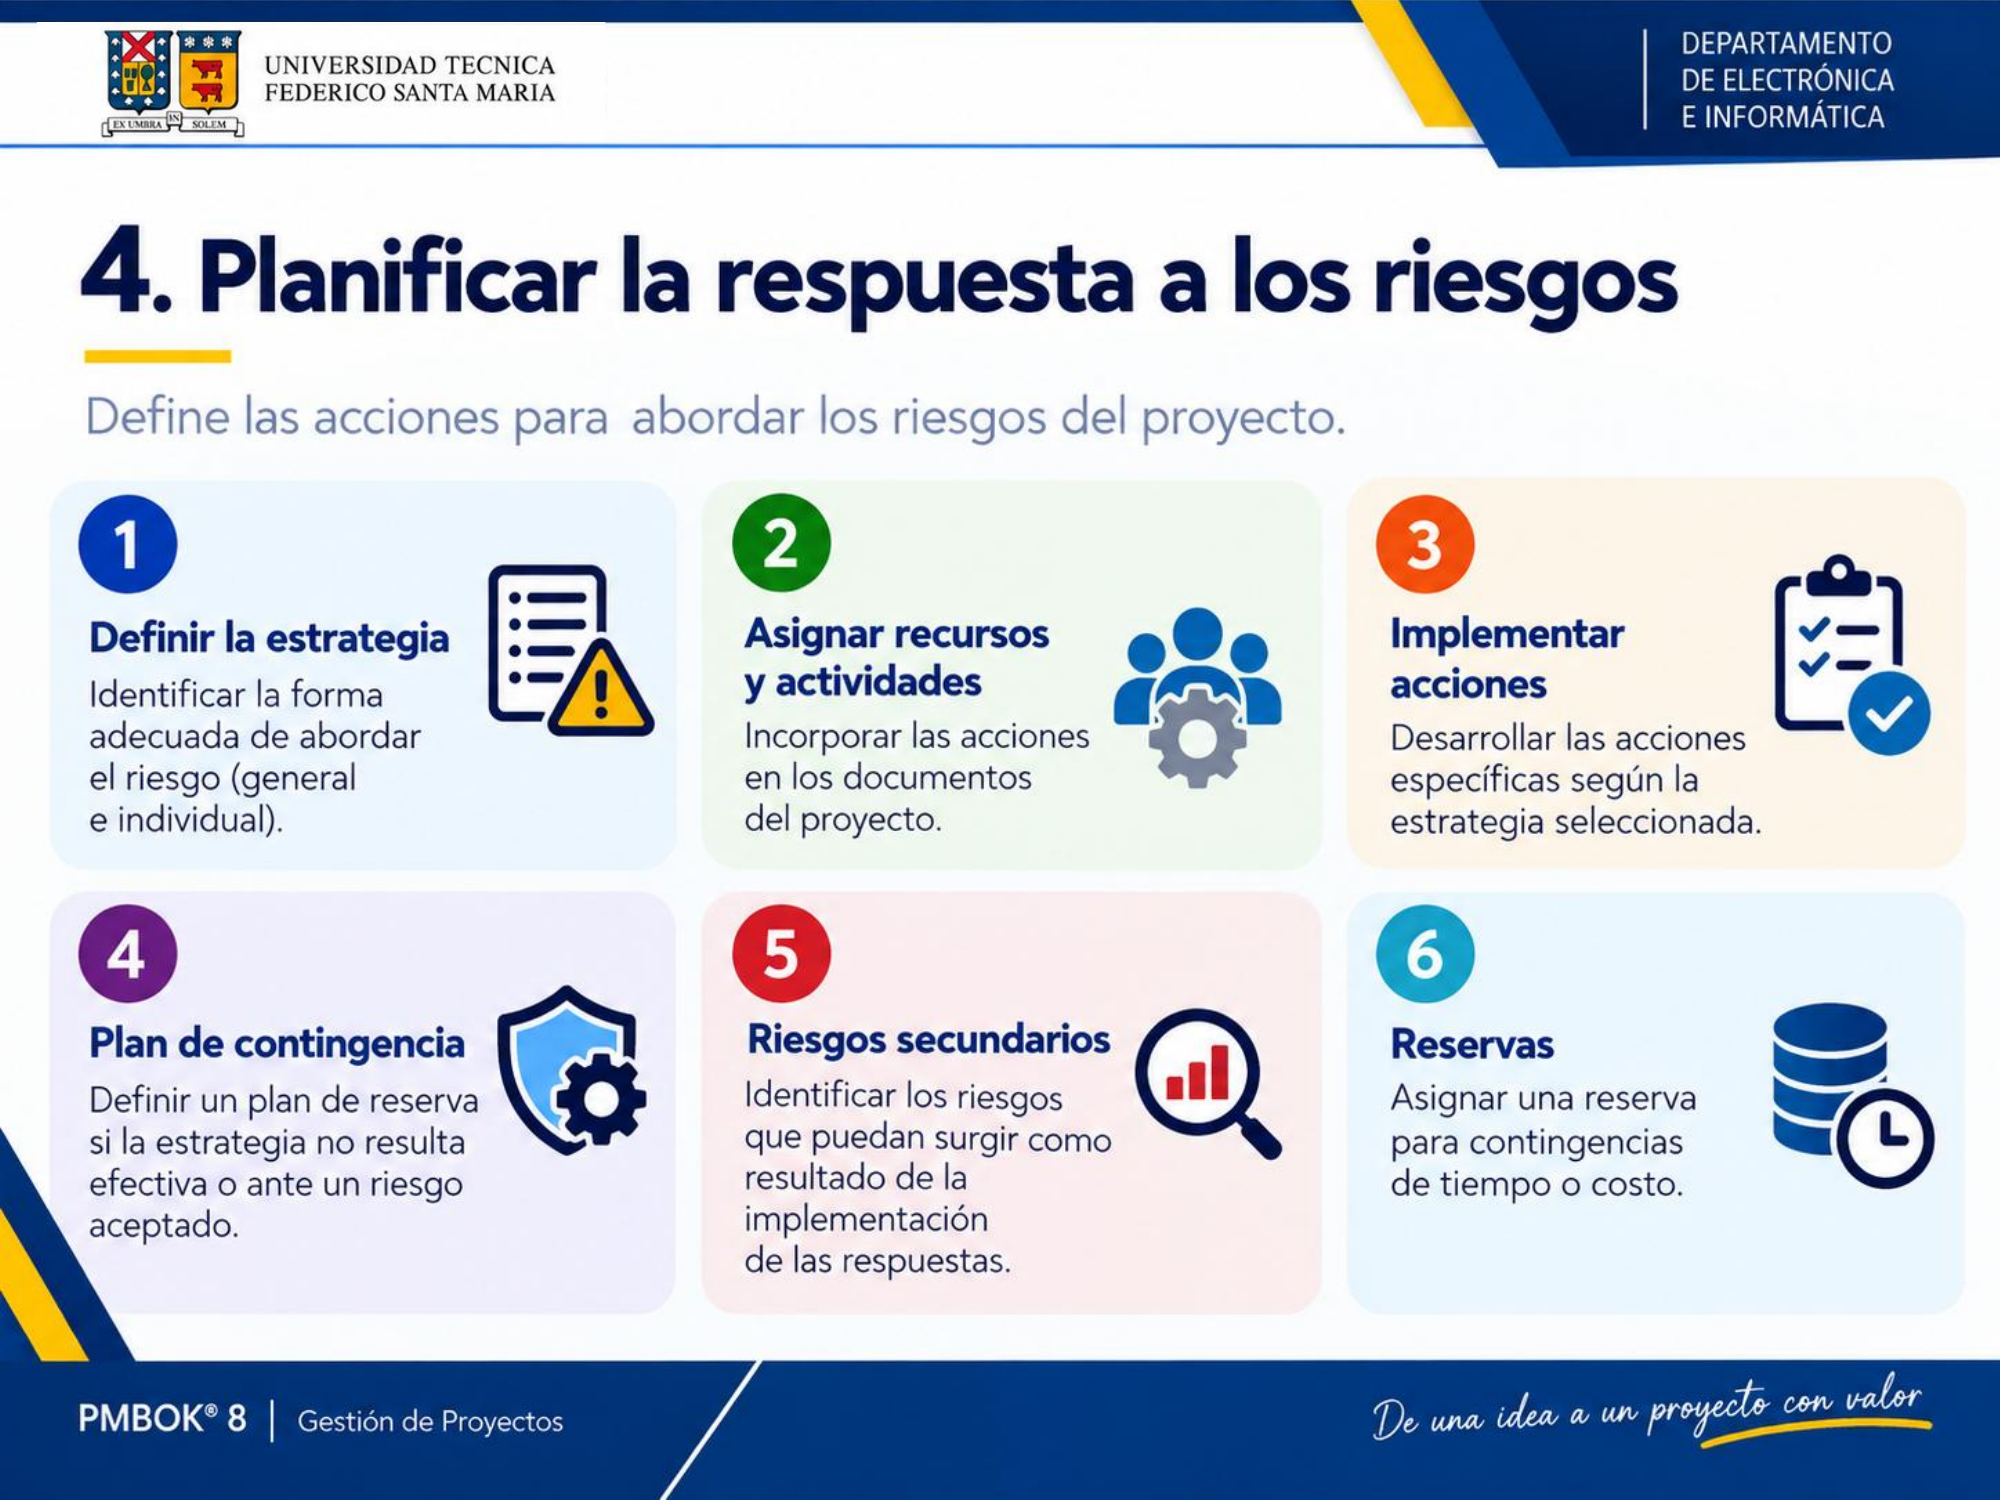 EX UMBRA IN SOLEM
UNIVERSIDAD TECNICA
FEDERICO SANTA MARIA
DEPARTAMENTO
DE ELECTRÓNICA
E INFORMÁTICA
4. Planificar la respuesta a los riesgos
Define las acciones para abordar los riesgos del proyecto.
1
Definir la estrategia
Identificar la forma
adecuada de abordar
el riesgo (general
e individual).
2
Asignar recursos
y actividades
Incorporar las acciones
en los documentos
del proyecto.
3
Implementar
acciones
Desarrollar las acciones
específicas según la
estrategia seleccionada.
4
Plan de contingencia
Definir un plan de reserva
si la estrategia no resulta
efectiva o ante un riesgo
aceptado.
5
Riesgos secundarios
Identificar los riesgos
que puedan surgir como
resultado de la
implementación
de las respuestas.
6
Reservas
Asignar una reserva
para contingencias
de tiempo o costo.
PMBOK® 8 | Gestión de Proyectos
De una idea a un proyecto con valor